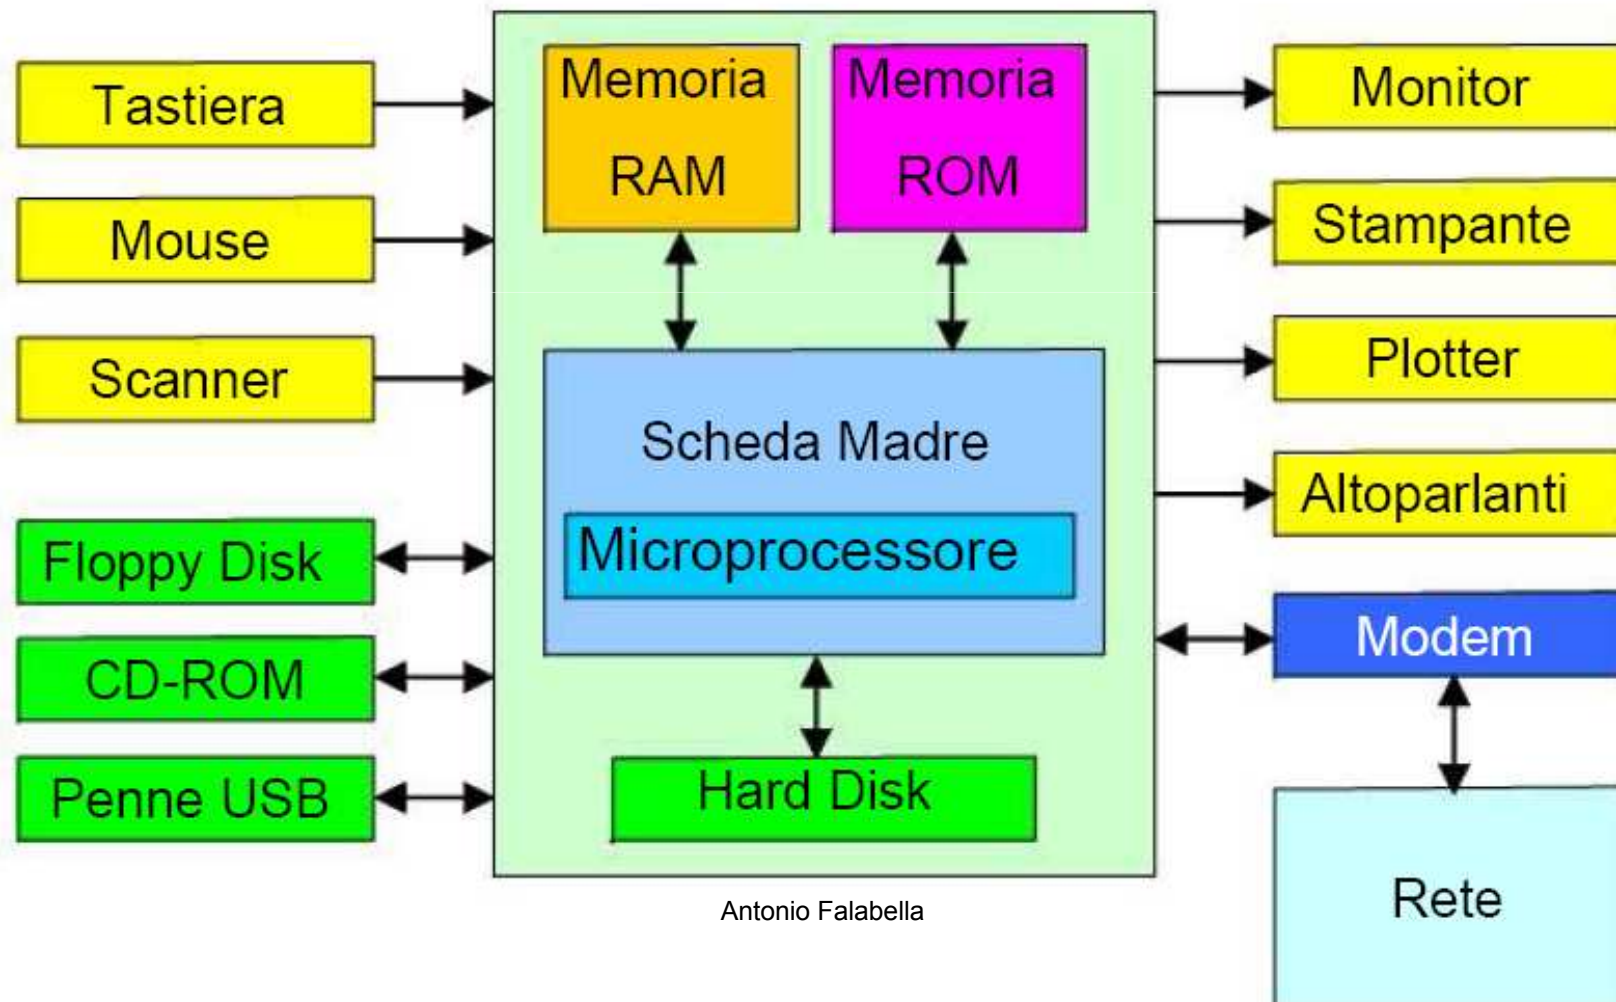 Tastiera
Mouse
Scanner
Floppy Disk
CD-ROM
Penne USB
Memoria
RAM
Memoria
ROM
Scheda Madre
Microprocessore
Hard Disk
Monitor
Stampante
Plotter
Altoparlanti
Modem
Rete
Antonio Falabella